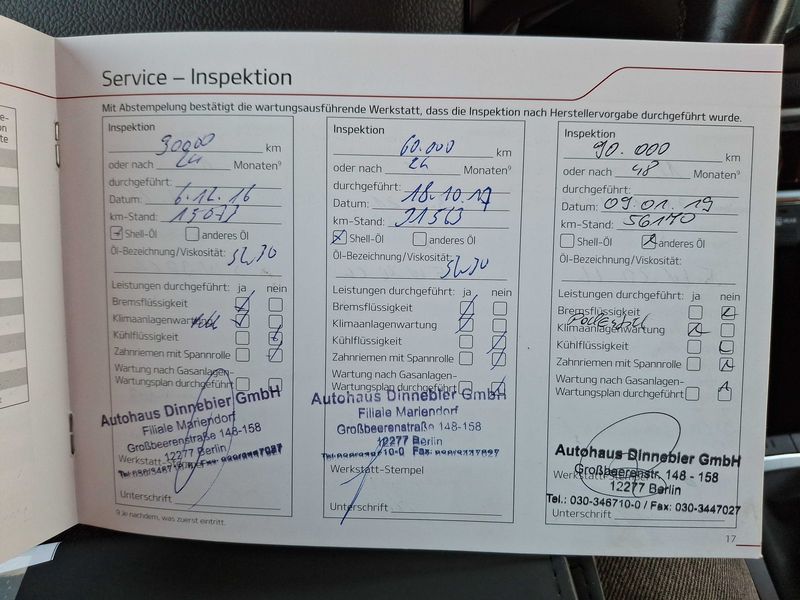 e-
n
te
Service – Inspektion
Mit Abstempelung bestätigt die wartungsausführende Werkstatt, dass die Inspektion nach Herstellervorgabe durchgeführt wurde.
Inspektion
30000 km
oder nach 24 Monaten⁹
durchgeführt:
Datum: 6.12.16
km-Stand:
Shell-Öl anderes Öl
Öl-Bezeichnung/Viskosität: 5W30
Leistungen durchgeführt: ja nein
Bremsflüssigkeit
Klimaanlagenwartung
Kühlflüssigkeit
Zahnriemen mit Spannrolle
Wartung nach Gasanlagen-
Wartungsplan durchgeführt
Autohaus Dinnebier GmbH
Filiale Mariendorf
Großbeerenstraße 148-158
12277 Berlin
Werkstatt-Stempel
Unterschrift
Inspektion
60.000 km
oder nach 24 Monaten⁹
durchgeführt:
Datum: 18.10.17
km-Stand: 31563
Shell-Öl anderes Öl
Öl-Bezeichnung/Viskosität: 5W30
Leistungen durchgeführt: ja nein
Bremsflüssigkeit
Klimaanlagenwartung
Kühlflüssigkeit
Zahnriemen mit Spannrolle
Wartung nach Gasanlagen-
Wartungsplan durchgeführt
Autohaus Dinnebier GmbH
Filiale Mariendorf
Großbeerenstraße 148-158
12277 Berlin
Werkstatt-Stempel
Unterschrift
Inspektion
90.000 km
oder nach 48 Monaten⁹
durchgeführt:
Datum: 09.01.19
km-Stand: 56170
Shell-Öl anderes Öl
Öl-Bezeichnung/Viskosität:
Leistungen durchgeführt: ja nein
Bremsflüssigkeit
Klimaanlagenwartung
Kühlflüssigkeit
Zahnriemen mit Spannrolle
Wartung nach Gasanlagen-
Wartungsplan durchgeführt
Autohaus Dinnebier GmbH
Großbeerenstr. 148 - 158
12277 Berlin
Werkstatt-Stempel
Tel.: 030-346710-0 / Fax: 030-3447027
Unterschrift
9 Je nachdem, was zuerst eintritt.
17